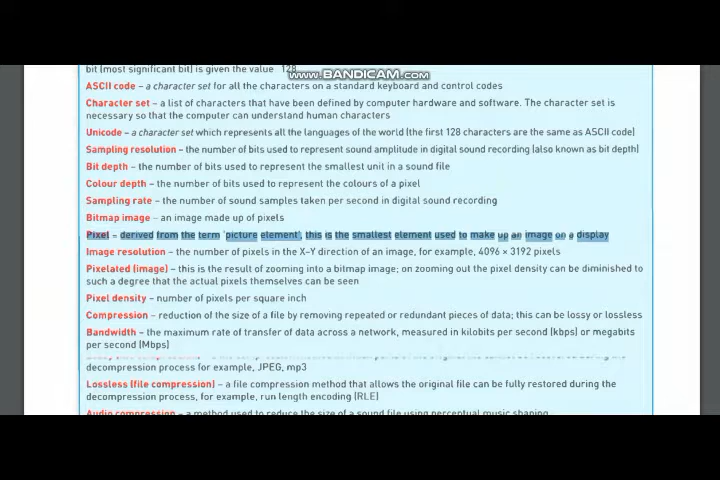 bit (most significant bit) is given the value 128
www.BANDICAM.com
ASCII code – a character set for all the characters on a standard keyboard and control codes
Character set – a list of characters that have been defined by computer hardware and software. The character set is
necessary so that the computer can understand human characters
Unicode – a character set which represents all the languages of the world (the first 128 characters are the same as ASCII code)
Sampling resolution – the number of bits used to represent sound amplitude in digital sound recording (also known as bit depth)
Bit depth – the number of bits used to represent the smallest unit in a sound file
Colour depth – the number of bits used to represent the colours of a pixel
Sampling rate – the number of sound samples taken per second in digital sound recording
Bitmap image – an image made up of pixels
Pixel – derived from the term ‘picture element’, this is the smallest element used to make up an image on a display
Image resolution – the number of pixels in the X–Y direction of an image, for example, 4096 × 3192 pixels
Pixelated (image) – this is the result of zooming into a bitmap image; on zooming out the pixel density can be diminished to
such a degree that the actual pixels themselves can be seen
Pixel density – number of pixels per square inch
Compression – reduction of the size of a file by removing repeated or redundant pieces of data; this can be lossy or lossless
Bandwidth – the maximum rate of transfer of data across a network, measured in kilobits per second (kbps) or megabits
per second (Mbps)
decompression process for example, JPEG, mp3
Lossless (file compression) – a file compression method that allows the original file can be fully restored during the
decompression process, for example, run length encoding (RLE)
Audio compression – a method used to reduce the size of a sound file using perceptual music shaping